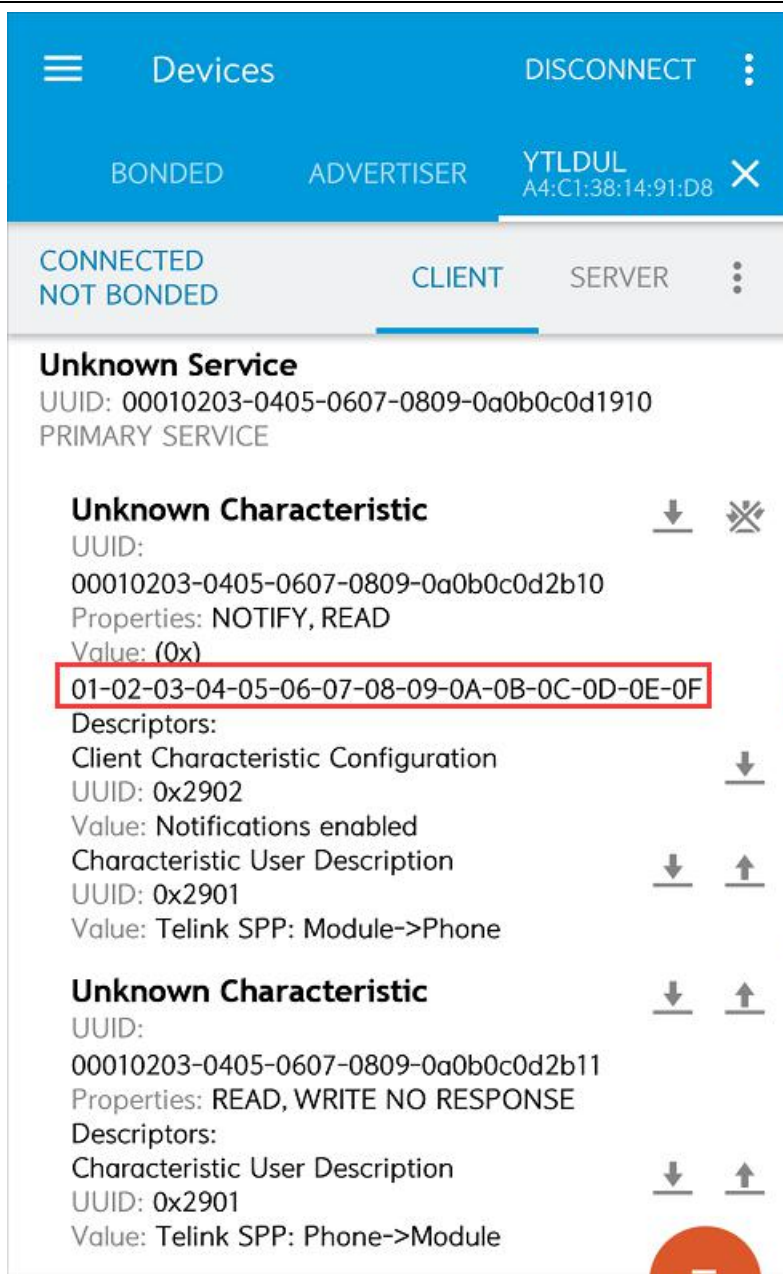 Devices
DISCONNECT
BONDED
ADVERTISER
YTLDUL
A4:C1:38:14:91:D8
CONNECTED
NOT BONDED
CLIENT
SERVER
Unknown Service
UUID: 00010203-0405-0607-0809-0a0b0c0d1910
PRIMARY SERVICE
Unknown Characteristic
UUID:
00010203-0405-0607-0809-0a0b0c0d2b10
Properties: NOTIFY, READ
Value: (0x)
01-02-03-04-05-06-07-08-09-0A-0B-0C-0D-0E-0F
Descriptors:
Client Characteristic Configuration
UUID: 0x2902
Value: Notifications enabled
Characteristic User Description
UUID: 0x2901
Value: Telink SPP: Module->Phone
Unknown Characteristic
UUID:
00010203-0405-0607-0809-0a0b0c0d2b11
Properties: READ, WRITE NO RESPONSE
Descriptors:
Characteristic User Description
UUID: 0x2901
Value: Telink SPP: Phone->Module